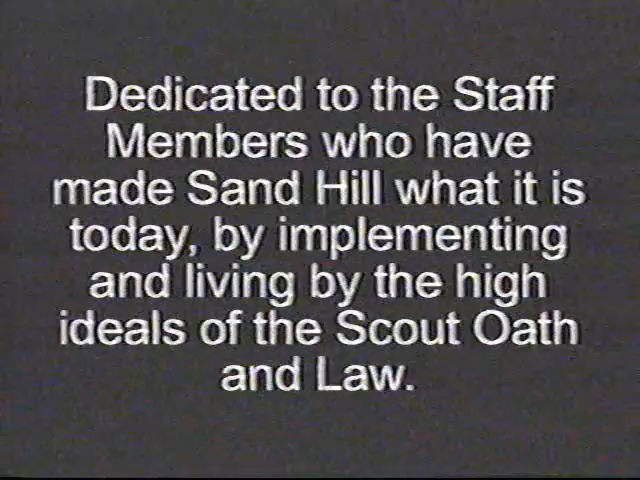 Dedicated to the Staff
Members who have
made Sand Hill what it is
today, by implementing
and living by the high
ideals of the Scout Oath
and Law.